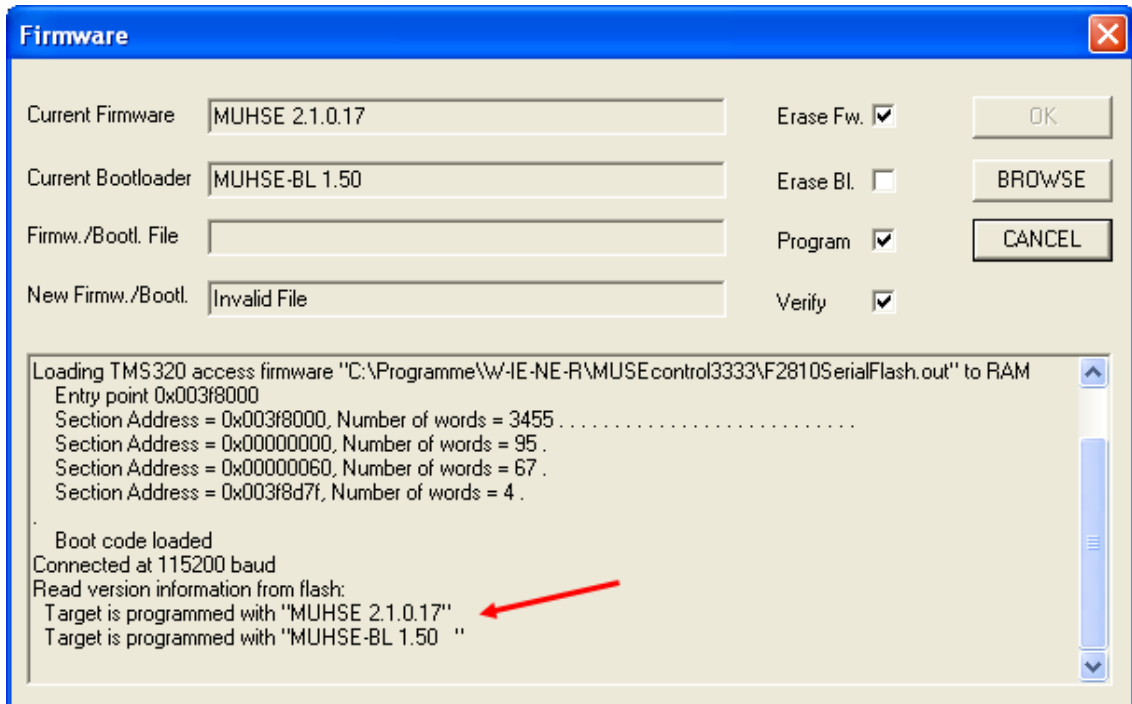 Firmware
Current Firmware MUHSE 2.1.0.17 Erase Fw. OK
Current Bootloader MUHSE-BL 1.50 Erase Bl. BROWSE
Firmw./Bootl. File Program CANCEL
New Firmw./Bootl. Invalid File Verify
Loading TMS320 access firmware "C:\Programme\W-IE-NE-R\MUSEcontrol3333\F2810SerialFlash.out" to RAM
Entry point 0x003f8000
Section Address = 0x003f8000, Number of words = 3455 . . . . . . . . . . . . . . . . . . . . . . . . . . .
Section Address = 0x00000000, Number of words = 95 .
Section Address = 0x00000060, Number of words = 67 .
Section Address = 0x003f8d7f, Number of words = 4 .
.
Boot code loaded
Connected at 115200 baud
Read version information from flash:
Target is programmed with "MUHSE 2.1.0.17"
Target is programmed with "MUHSE-BL 1.50   "